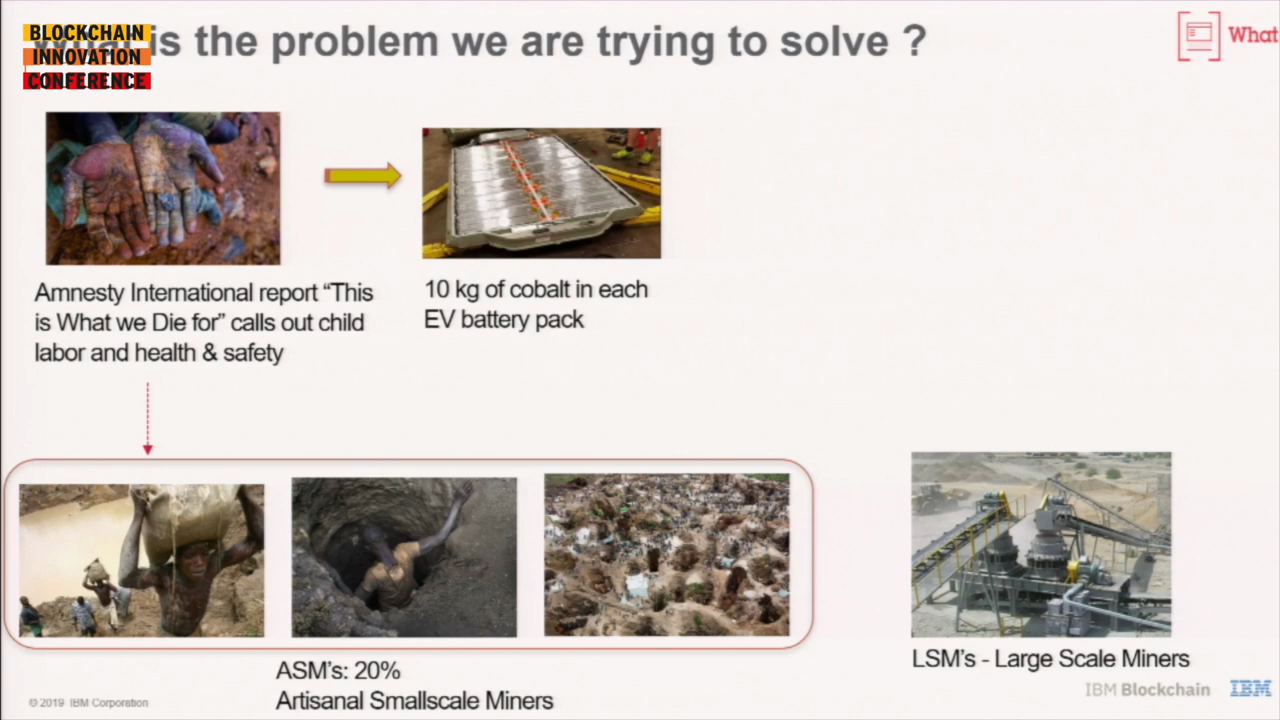 BLOCKCHAIN
INNOVATION
CONFERENCE
What is the problem we are trying to solve ?
What
Amnesty International report “This
is What we Die for” calls out child
labor and health & safety
10 kg of cobalt in each
EV battery pack
ASM's: 20%
Artisanal Smallscale Miners
LSM's - Large Scale Miners
© 2019 IBM Corporation
IBM Blockchain
IBM